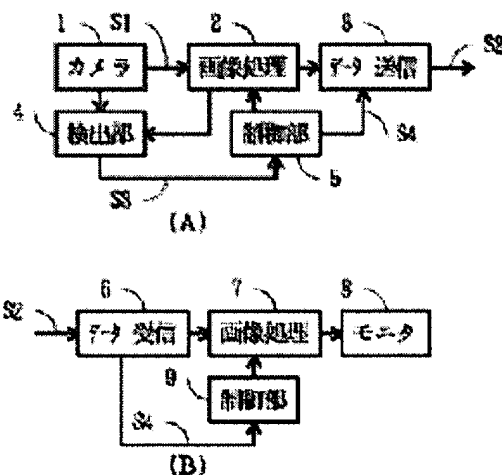 1 S1 2 3
カメラ 画像処理 データ 送信 S2
4 検出部 制御部 S4
S3 5
(A)
6 7 8
S2 データ 受信 画像処理 モニタ
9 制御部
S4
(B)